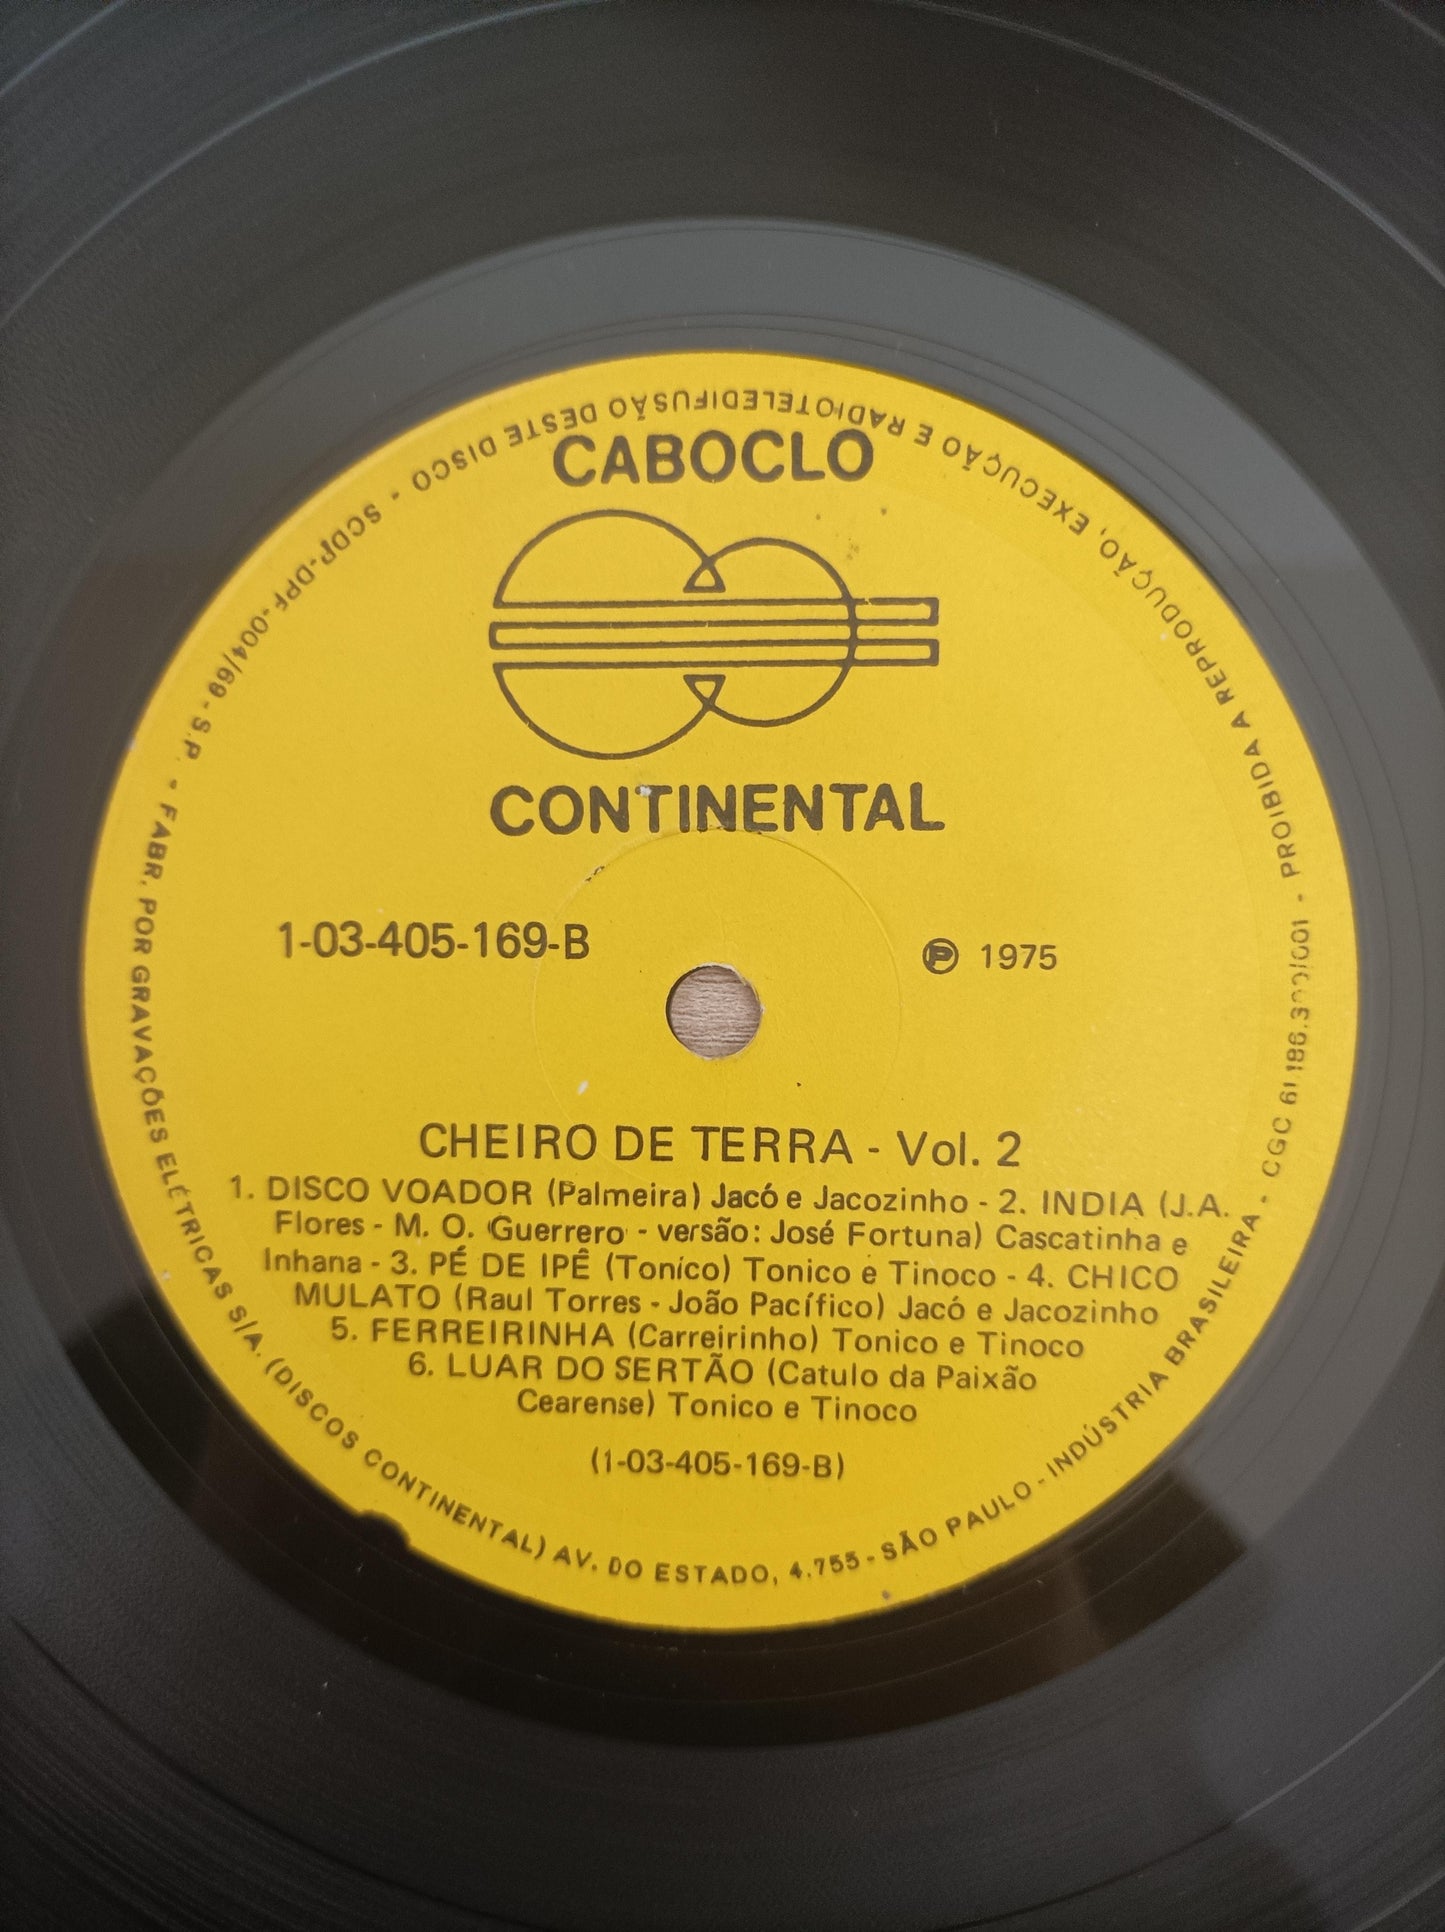 CABOCLO
CONTINENTAL
1-03-405-169-B
Ⓟ 1975
CHEIRO DE TERRA - Vol. 2
1. DISCO VOADOR (Palmeira) Jacó e Jacozinho - 2. INDIA (J.A.
Flores - M. O. Guerrero - versão: José Fortuna) Cascatinha e
Inhana - 3. PÉ DE IPÊ (Tonico) Tonico e Tinoco - 4. CHICO
MULATO (Raul Torres - João Pacífico) Jacó e Jacozinho
5. FERREIRINHA (Carreirinho) Tonico e Tinoco
6. LUAR DO SERTÃO (Catulo da Paixão
Cearense) Tonico e Tinoco
(1-03-405-169-B)
FABR. POR GRAVAÇÕES ELÉTRICAS S/A. (DISCOS CONTINENTAL) AV. DO ESTADO, 4.755 - SÃO PAULO - INDÚSTRIA BRASILEIRA - CGC - PROIBIDA A REPRODUÇÃO, EXECUÇÃO E RADIOTELEDIFUSÃO DESTE DISCO - SCDP-DPF-004/69 - S.P. -